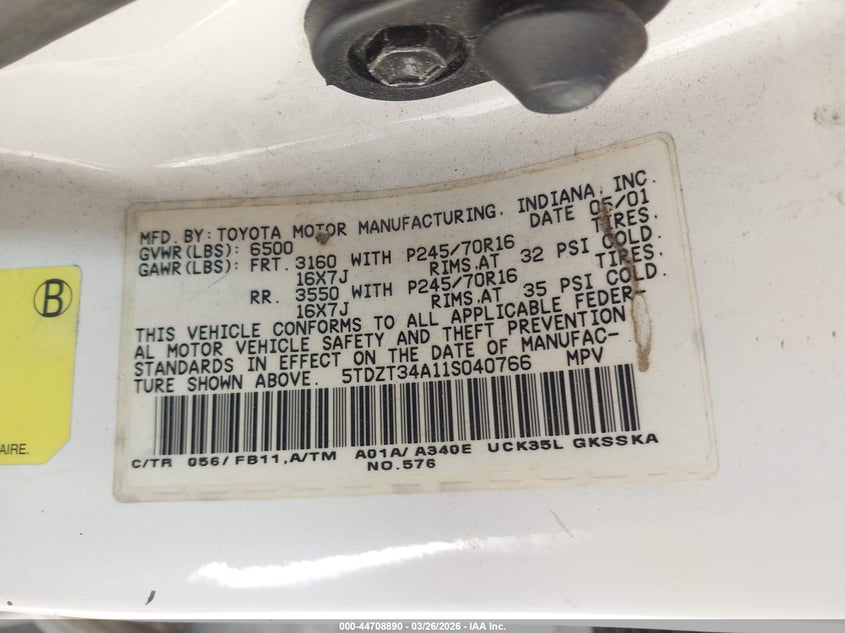 MFD. BY: TOYOTA MOTOR MANUFACTURING, INDIANA, INC.
GVWR(LBS): 6500 DATE 05/01
GAWR(LBS): FRT. 3160 WITH P245/70R16 TIRES,
16X7J RIMS,AT 32 PSI COLD.
RR. 3550 WITH P245/70R16 TIRES,
16X7J RIMS,AT 35 PSI COLD.
THIS VEHICLE CONFORMS TO ALL APPLICABLE FEDER-
AL MOTOR VEHICLE SAFETY AND THEFT PREVENTION
STANDARDS IN EFFECT ON THE DATE OF MANUFAC-
TURE SHOWN ABOVE. 5TDZT34A11S040766 MPV
C/TR 056/FB11,A/TM A01A/A340E UCK35L GKSSKA
NO.576
B
AIRE.
000-44708890 — 03/26/2026 — IAA Inc.